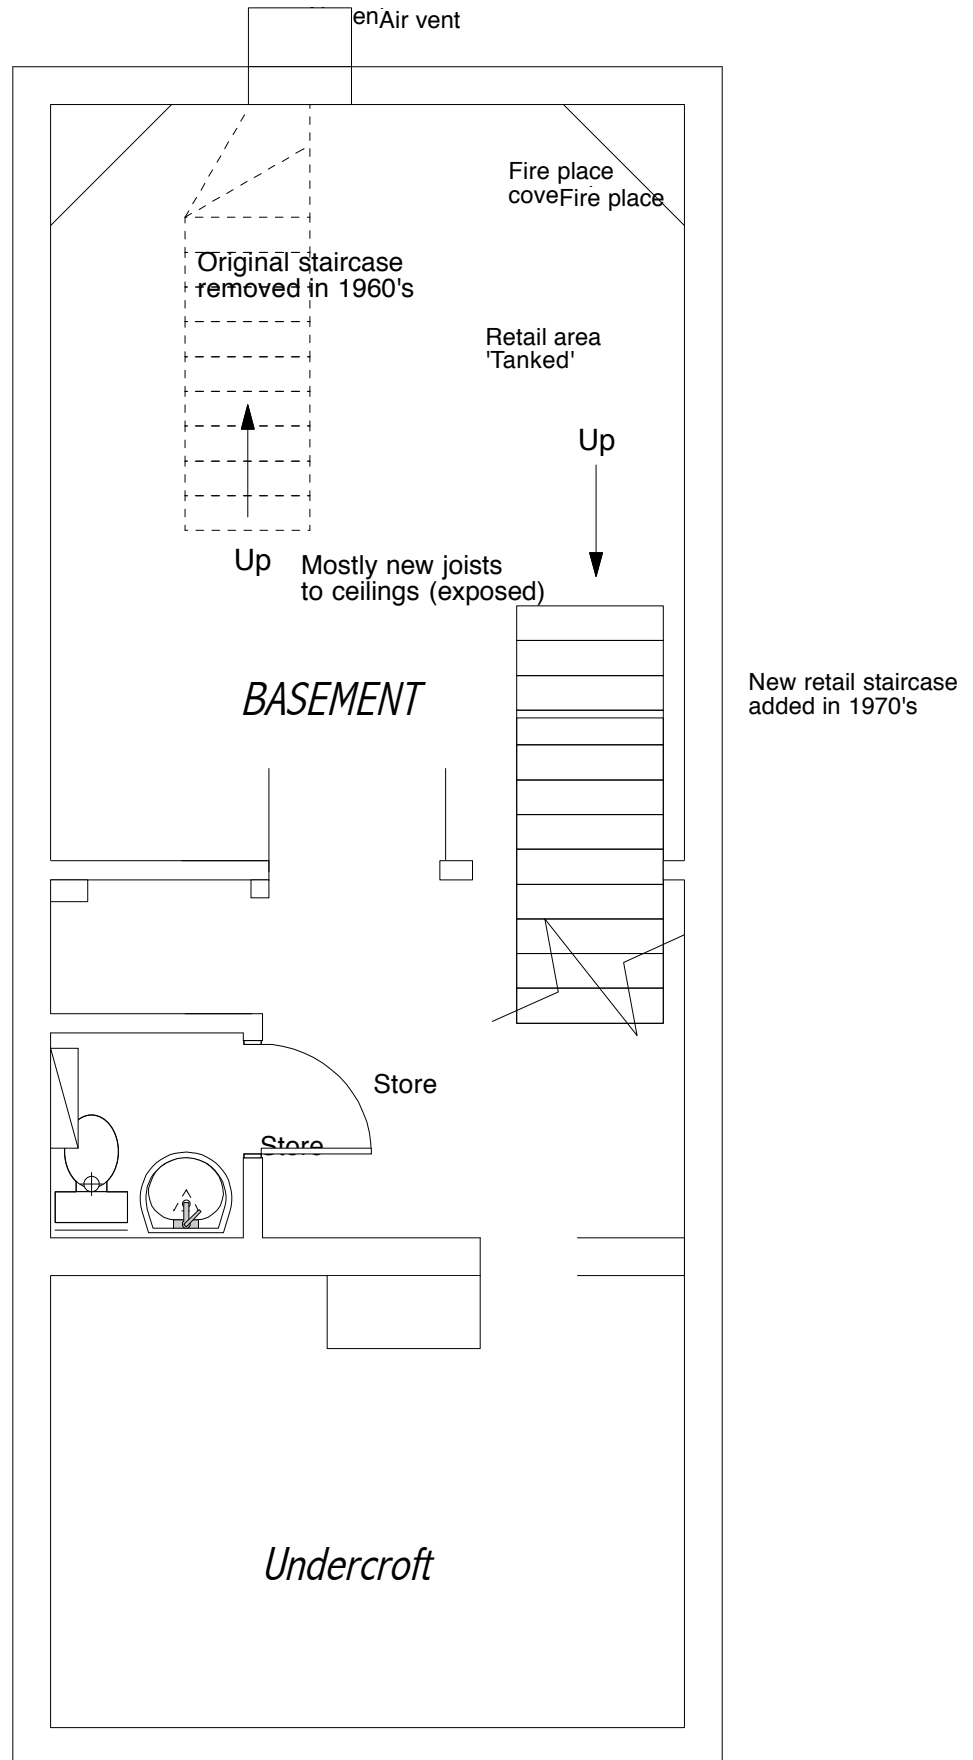 Air vent
Fire place
Fire place
Original staircase
removed in 1960's
Retail area
'Tanked'
Up
Up
Mostly new joists
to ceilings (exposed)
BASEMENT
New retail staircase
added in 1970's
Store
Store
Undercroft